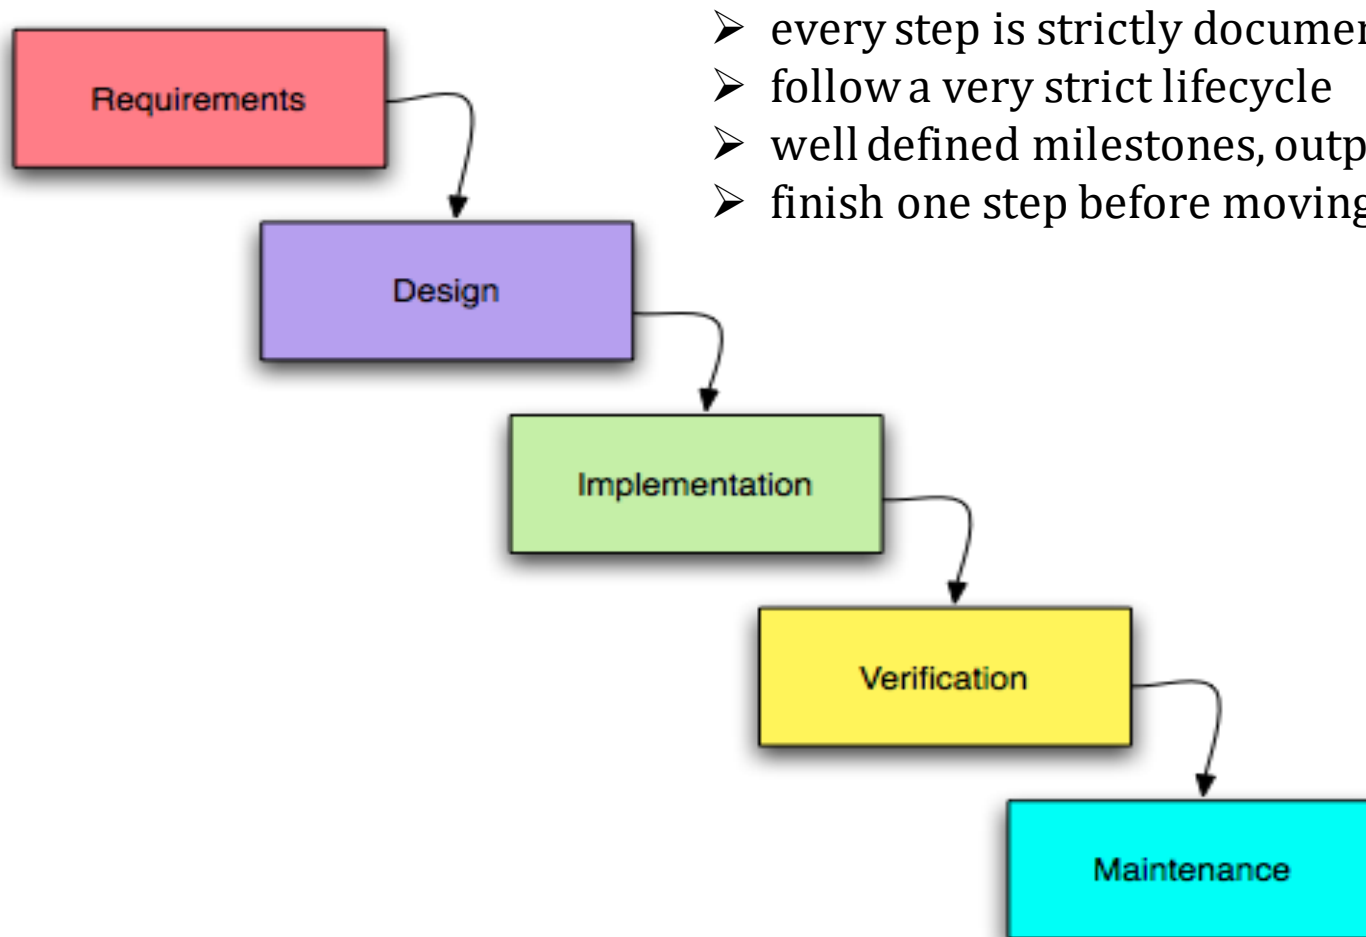 ➢ every step is strictly documen
➢ follow a very strict lifecycle
➢ well defined milestones, outp
➢ finish one step before moving
Requirements
Design
Implementation
Verification
Maintenance